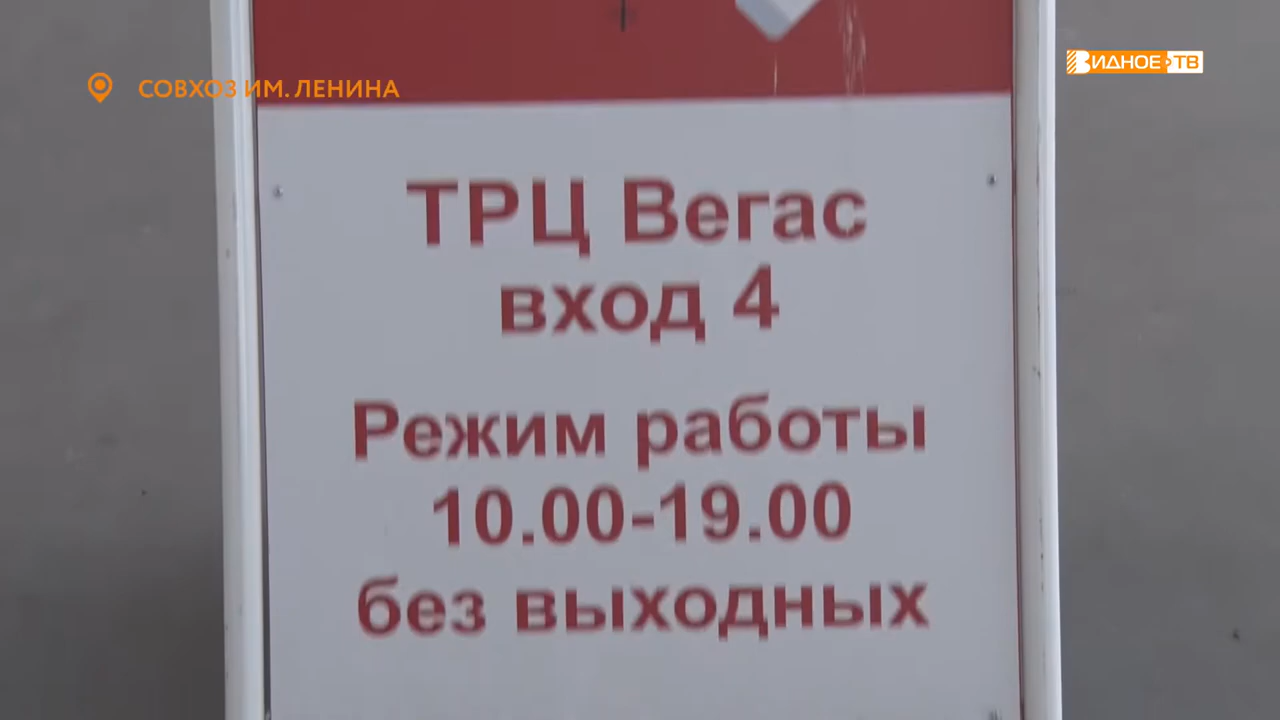 СОВХОЗ ИМ. ЛЕНИНА
ВИДНОЕ ТВ
ТРЦ Вегас
вход 4
Режим работы
10.00-19.00
без выходных